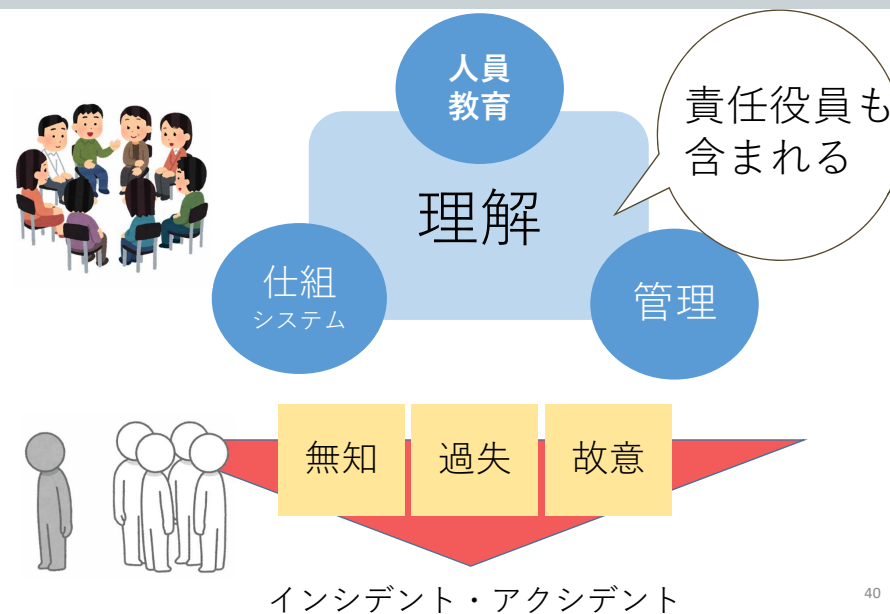 人員
教育
責任役員も
含まれる
理解
仕組
システム
管理
無知
過失
故意
インシデント・アクシデント
40